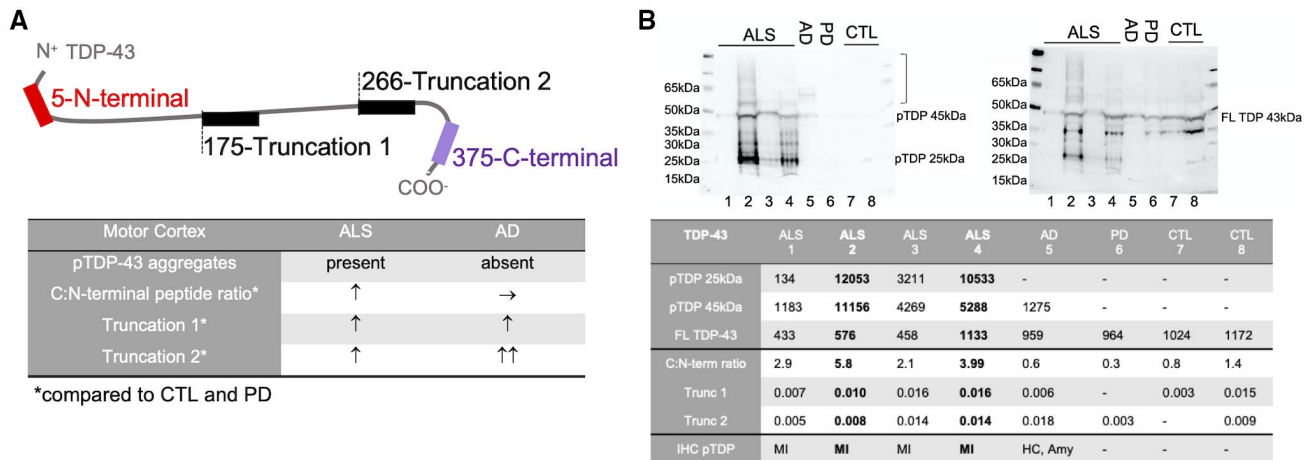 A
N⁺ TDP-43
5-N-terminal
266-Truncation 2
175-Truncation 1
375-C-terminal
COO⁻
Motor Cortex ALS AD
pTDP-43 aggregates present absent
C:N-terminal peptide ratio* ↑ →
Truncation 1* ↑ ↑
Truncation 2* ↑ ↑↑
*compared to CTL and PD
B
ALS AD PD CTL
65kDa
50kDa
35kDa
30kDa
25kDa
15kDa
pTDP 45kDa
pTDP 25kDa
1 2 3 4 5 6 7 8
ALS AD PD CTL
65kDa
50kDa
35kDa
30kDa
25kDa
15kDa
FL TDP 43kDa
1 2 3 4 5 6 7 8
TDP-43 ALS 1 ALS 2 ALS 3 ALS 4 AD 5 PD 6 CTL 7 CTL 8
pTDP 25kDa 134 12053 3211 10533 - - - -
pTDP 45kDa 1183 11156 4269 5288 1275 - - -
FL TDP-43 433 576 458 1133 959 964 1024 1172
C:N-term ratio 2.9 5.8 2.1 3.99 0.6 0.3 0.8 1.4
Trunc 1 0.007 0.010 0.016 0.016 0.006 - 0.003 0.015
Trunc 2 0.005 0.008 0.014 0.014 0.018 0.003 - 0.009
IHC pTDP MI MI MI MI HC, Amy - - -